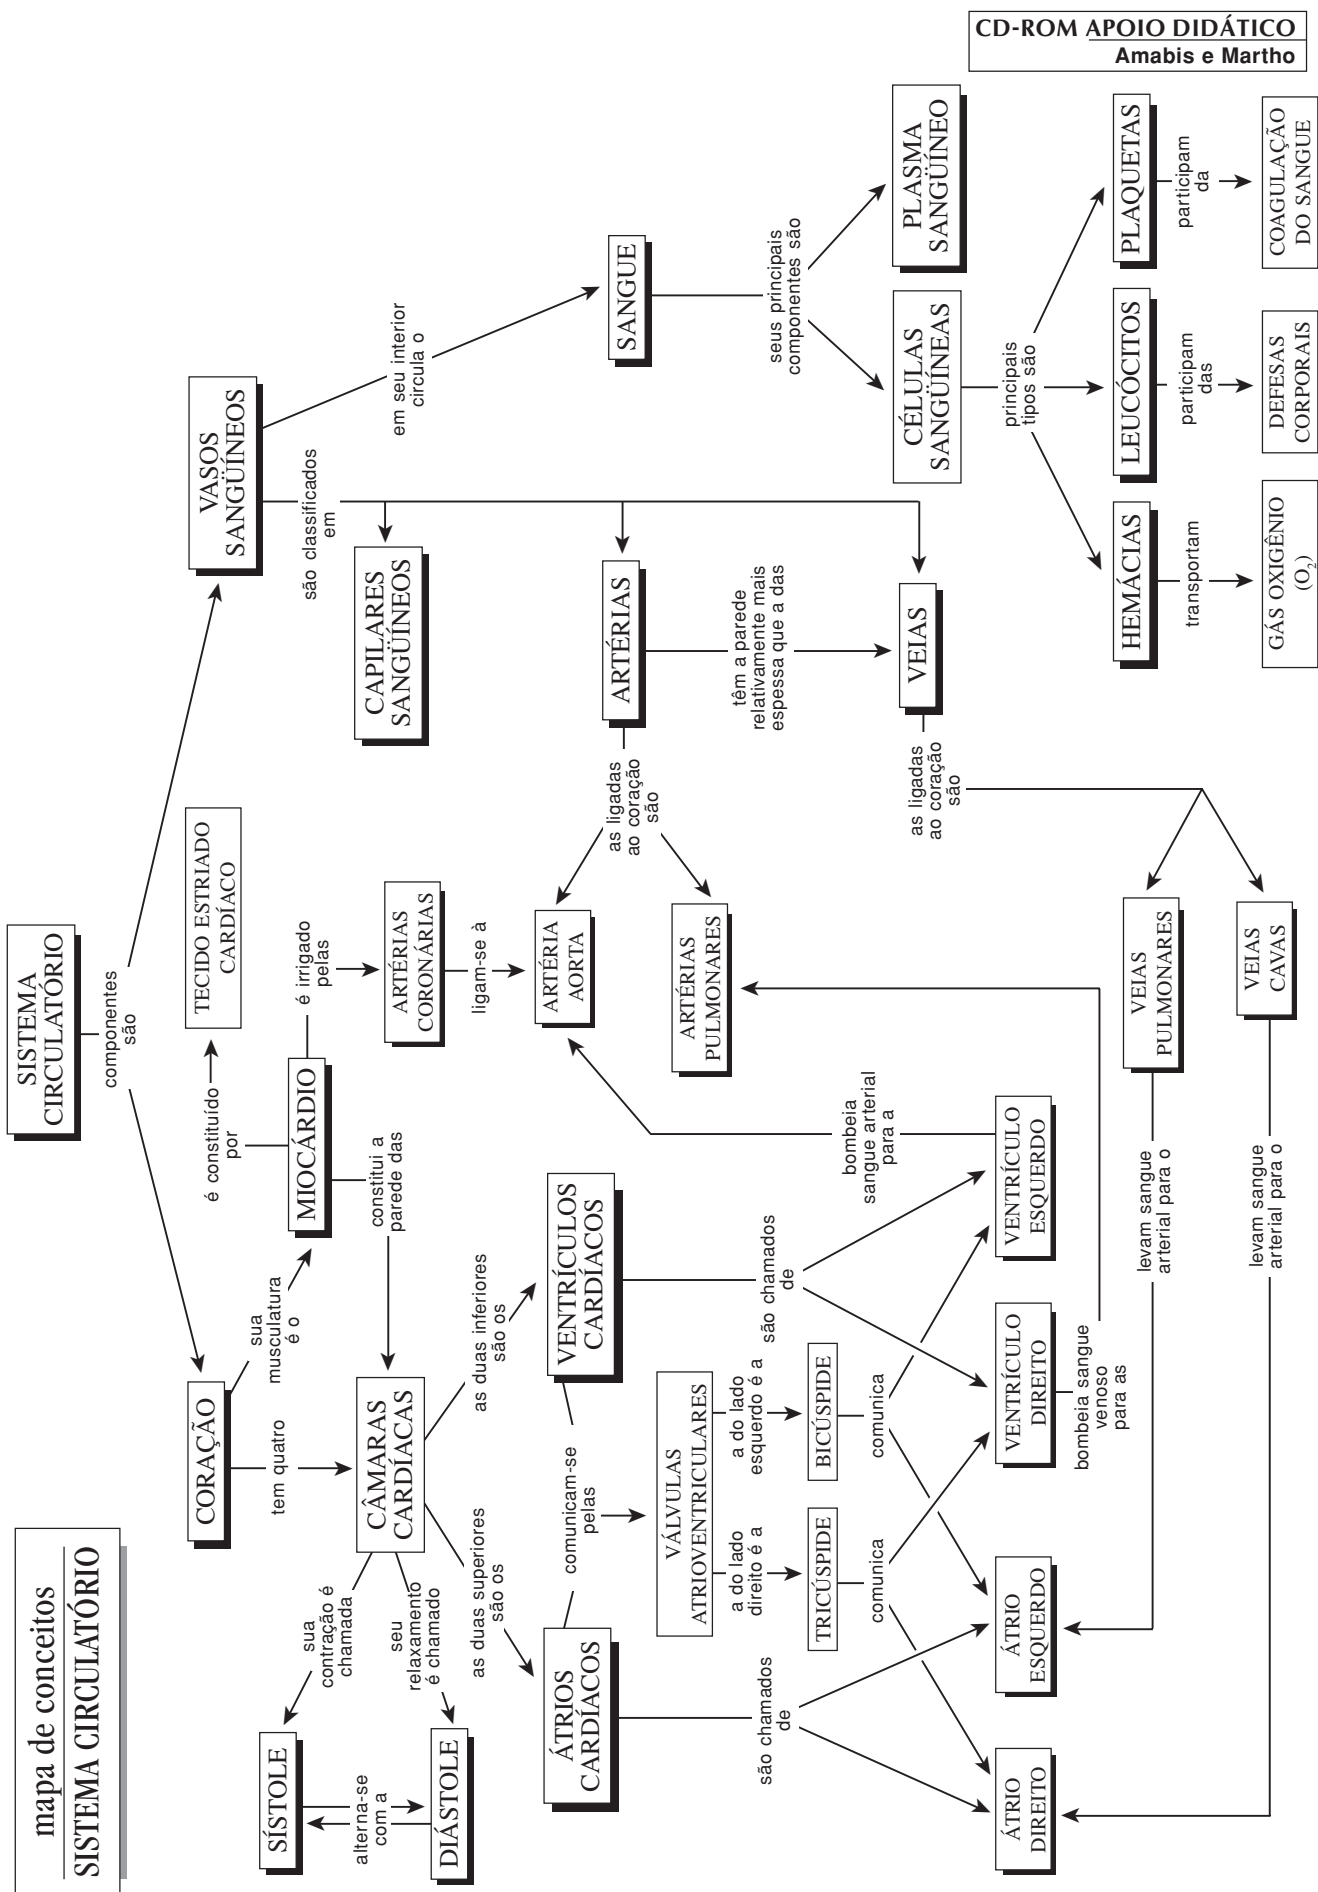 CD-ROM APOIO DIDÁTICO
Amabis e Martho
mapa de conceitos
SISTEMA CIRCULATÓRIO
SISTEMA
CIRCULATÓRIO
componentes
são
CORAÇÃO
VASOS
SANGÜÍNEOS
sua
musculatura
é o
MIOCÁRDIO
é constituído
por
TECIDO ESTRIADO
CARDÍACO
é irrigado
pelas
ARTÉRIAS
CORONÁRIAS
ligam-se à
ARTÉRIA
AORTA
constitui a
parede das
tem quatro
CÂMARAS
CARDÍACAS
sua
contração é
chamada
SÍSTOLE
seu
relaxamento
é chamado
DIÁSTOLE
alterna-se
com a
as duas superiores
são os
ÁTRIOS
CARDÍACOS
as duas inferiores
são os
VENTRÍCULOS
CARDÍACOS
comunicam-se
pelas
VÁLVULAS
ATRIOVENTRICULARES
a do lado
direito é a
TRICÚSPIDE
a do lado
esquerdo é a
BICÚSPIDE
comunica
comunica
são chamados
de
são chamados
de
ÁTRIO
DIREITO
ÁTRIO
ESQUERDO
VENTRÍCULO
DIREITO
VENTRÍCULO
ESQUERDO
bombeia sangue
venoso
para as
bombeia
sangue arterial
para a
ARTÉRIAS
PULMONARES
levam sangue
arterial para o
VEIAS
PULMONARES
levam sangue
arterial para o
VEIAS
CAVAS
são classificados
em
CAPILARES
SANGÜÍNEOS
ARTÉRIAS
as ligadas
ao coração
são
têm a parede
relativamente mais
espessa que a das
VEIAS
as ligadas
ao coração
são
em seu interior
circula o
SANGUE
seus principais
componentes são
CÉLÚLAS
SANGÜÍNEAS
PLASMA
SANGÜÍNEO
principais
tipos são
HEMÁCIAS
LEUCÓCITOS
PLAQUETAS
transportam
participam
das
participam
da
GÁS OXIGÊNIO
(O₂)
DEFESAS
CORPORAIS
COAGULAÇÃO
DO SANGUE